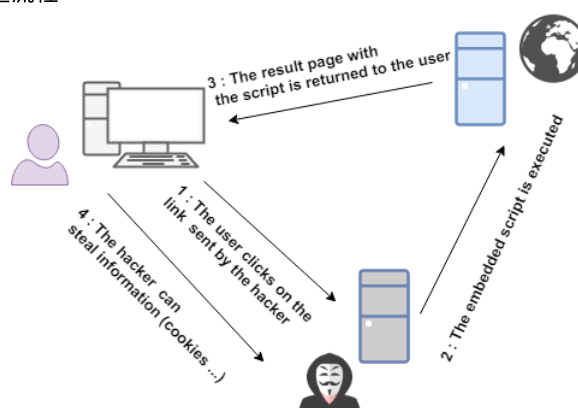 3 : The result page with
the script is returned to the user
1 : The user clicks on the
link sent by the hacker
2 : The embedded script is executed
4 : The hacker can
steal information (cookies ...)